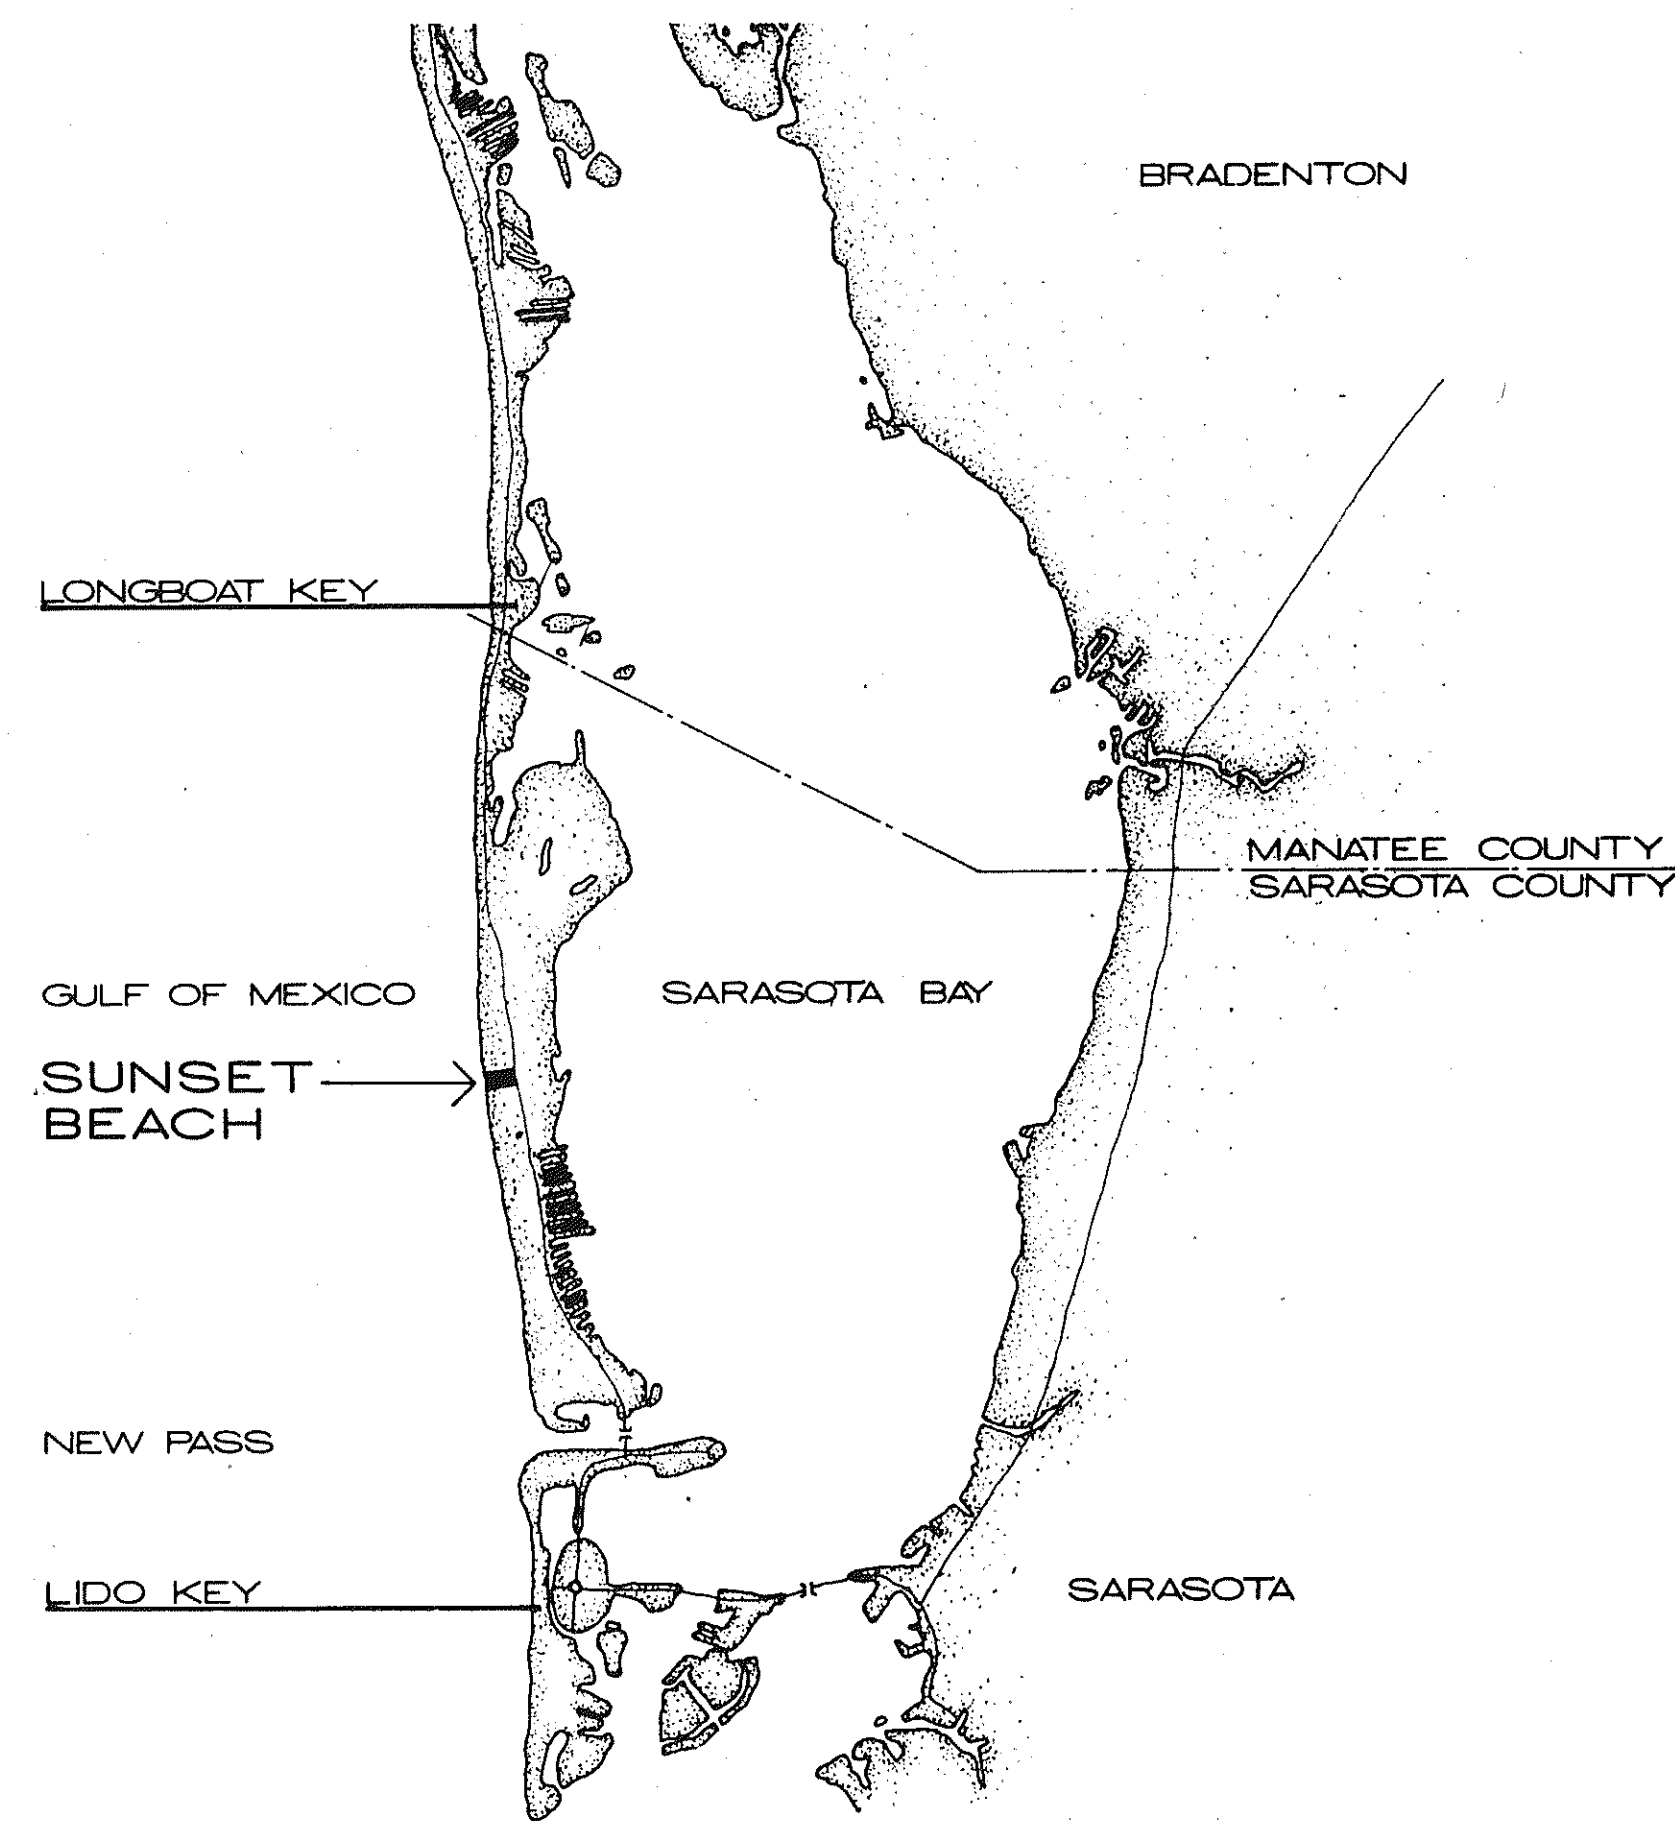 BRADENTON
LONGBOAT KEY
MANATEE COUNTY
SARASOTA COUNTY
GULF OF MEXICO
SARASOTA BAY
SUNSET
BEACH
NEW PASS
LIDO KEY
SARASOTA